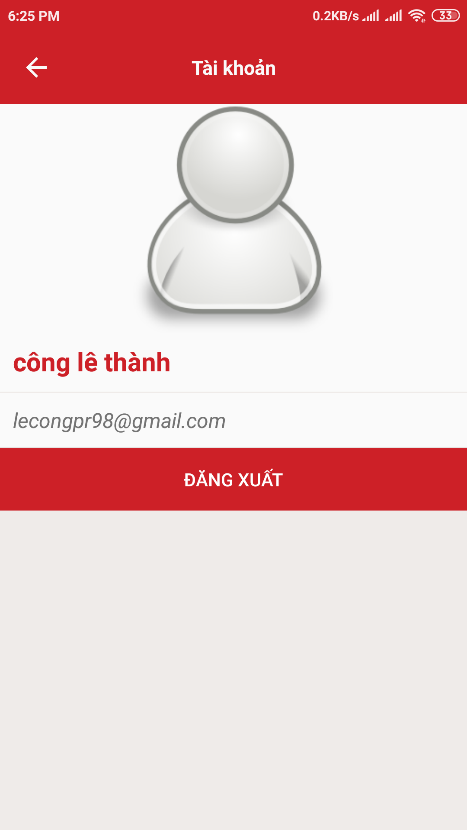 6:25 PM 0.2KB/s 33
Tài khoản
công lê thành
lecongpr98@gmail.com
ĐĂNG XUẤT